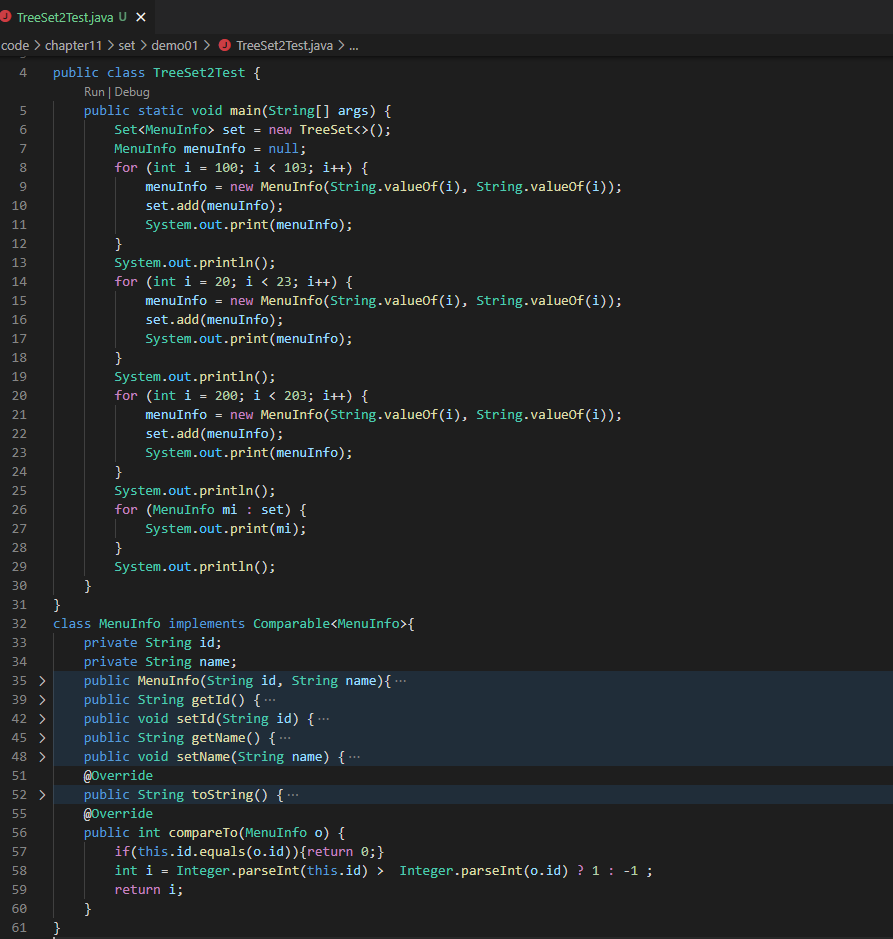 TreeSet2Test.java U ×
code > chapter11 > set > demo01 > J TreeSet2Test.java > ...
4 public class TreeSet2Test {
Run | Debug
5 public static void main(String[] args) {
6 Set<MenuInfo> set = new TreeSet<>();
7 MenuInfo menuInfo = null;
8 for (int i = 100; i < 103; i++) {
9 menuInfo = new MenuInfo(String.valueOf(i), String.valueOf(i));
10 set.add(menuInfo);
11 System.out.print(menuInfo);
12 }
13 System.out.println();
14 for (int i = 20; i < 23; i++) {
15 menuInfo = new MenuInfo(String.valueOf(i), String.valueOf(i));
16 set.add(menuInfo);
17 System.out.print(menuInfo);
18 }
19 System.out.println();
20 for (int i = 200; i < 203; i++) {
21 menuInfo = new MenuInfo(String.valueOf(i), String.valueOf(i));
22 set.add(menuInfo);
23 System.out.print(menuInfo);
24 }
25 System.out.println();
26 for (MenuInfo mi : set) {
27 System.out.print(mi);
28 }
29 System.out.println();
30 }
31 }
32 class MenuInfo implements Comparable<MenuInfo>{
33 private String id;
34 private String name;
35 > public MenuInfo(String id, String name){ ···
39 > public String getId() { ···
42 > public void setId(String id) { ···
45 > public String getName() { ···
48 > public void setName(String name) { ···
51 @Override
52 > public String toString() { ···
55 @Override
56 public int compareTo(MenuInfo o) {
57 if(this.id.equals(o.id)){return 0;}
58 int i = Integer.parseInt(this.id) >  Integer.parseInt(o.id) ? 1 : -1 ;
59 return i;
60 }
61 }